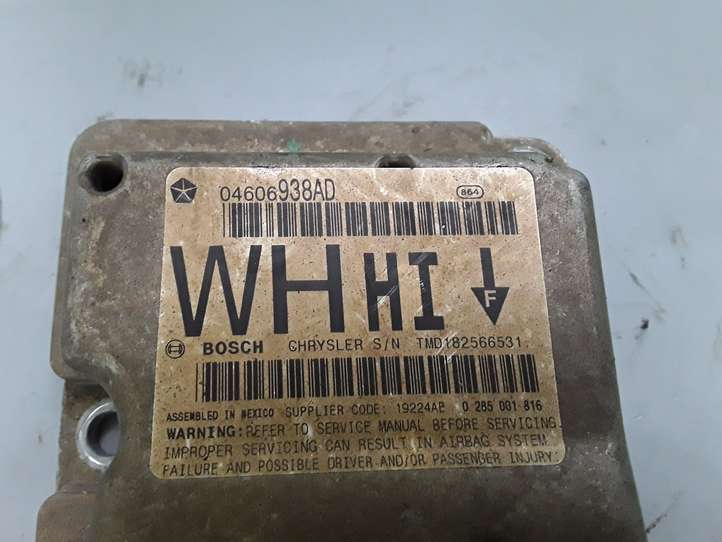 04606938AD 864
WH HI F
BOSCH CHRYSLER S/N TMD182566531
ASSEMBLED IN MEXICO SUPPLIER CODE: 19224AB 0 285 001 816
WARNING: REFER TO SERVICE MANUAL BEFORE SERVICING.
IMPROPER SERVICING CAN RESULT IN AIRBAG SYSTEM
FAILURE AND POSSIBLE DRIVER AND/OR PASSENGER INJURY.